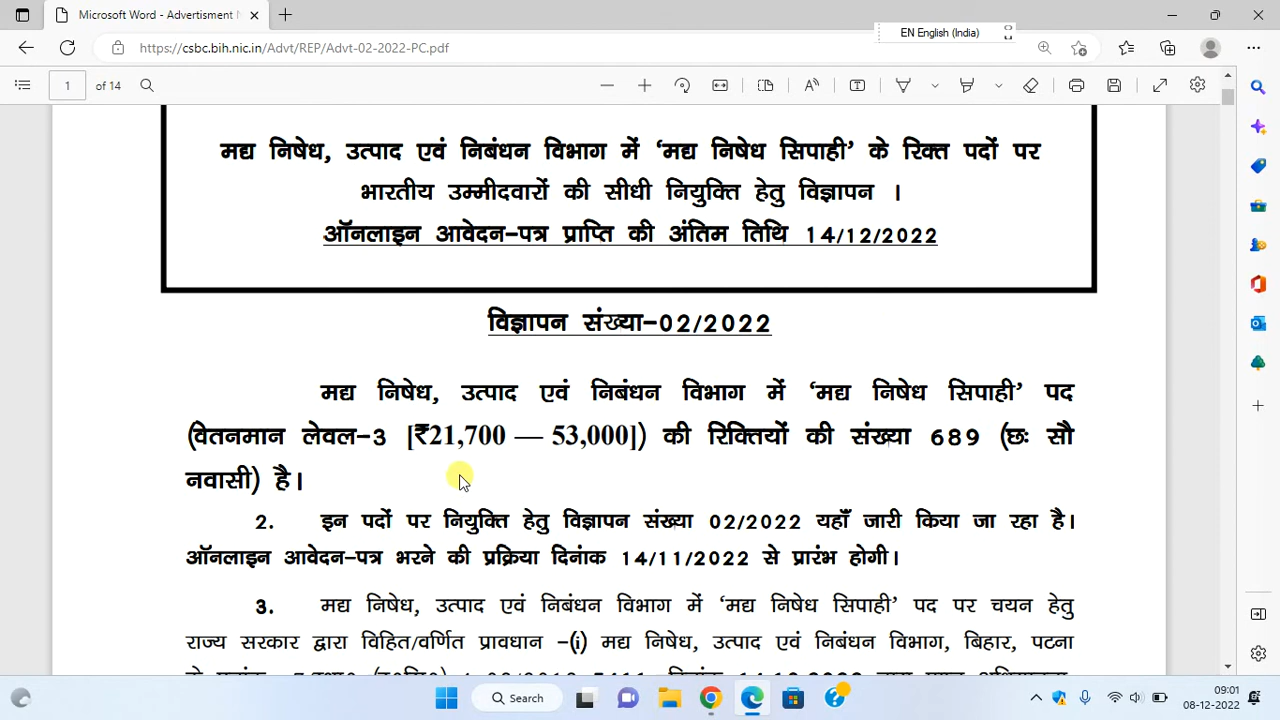 Microsoft Word - Advertisment N
EN English (India)
https://csbc.bih.nic.in/Advt/REP/Advt-02-2022-PC.pdf
1 of 14
मद्य निषेध, उत्पाद एवं निबंधन विभाग में ‘मद्य निषेध सिपाही’ के रिक्त पदों पर
भारतीय उम्मीदवारों की सीधी नियुक्ति हेतु विज्ञापन ।
ऑनलाइन आवेदन-पत्र प्राप्ति की अंतिम तिथि 14/12/2022
विज्ञापन संख्या-02/2022
मद्य निषेध, उत्पाद एवं निबंधन विभाग में ‘मद्य निषेध सिपाही’ पद
(वेतनमान लेवल-3 [₹21,700 — 53,000]) की रिक्तियों की संख्या 689 (छः सौ
नवासी) है।
2. इन पदों पर नियुक्ति हेतु विज्ञापन संख्या 02/2022 यहाँ जारी किया जा रहा है।
ऑनलाइन आवेदन-पत्र भरने की प्रक्रिया दिनांक 14/11/2022 से प्रारंभ होगी।
3. मद्य निषेध, उत्पाद एवं निबंधन विभाग में ‘मद्य निषेध सिपाही’ पद पर चयन हेतु
राज्य सरकार द्वारा विहित/वर्णित प्रावधान -(i) मद्य निषेध, उत्पाद एवं निबंधन विभाग, बिहार, पटना
Search
09:01
08-12-2022